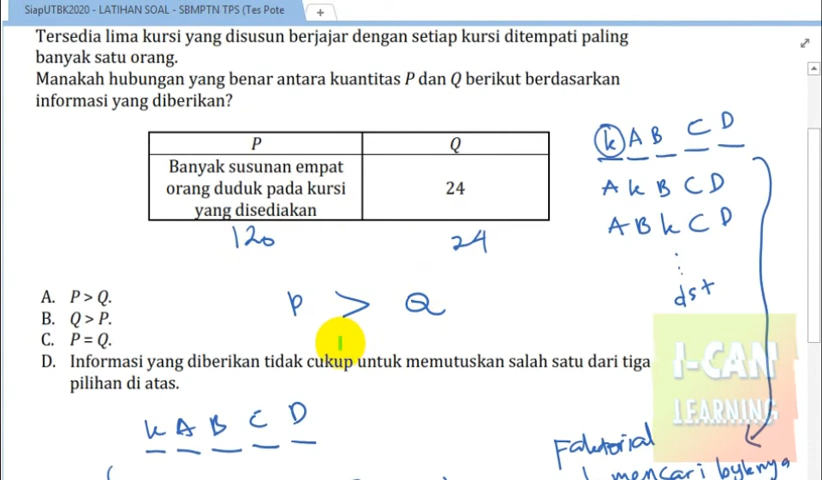 SiapUTBK2020 - LATIHAN SOAL - SBMPTN TPS (Tes Pote
Tersedia lima kursi yang disusun berjajar dengan setiap kursi ditempati paling
banyak satu orang.
Manakah hubungan yang benar antara kuantitas P dan Q berikut berdasarkan
informasi yang diberikan?
P Q
Banyak susunan empat
orang duduk pada kursi
yang disediakan
24
120 24
k A B C D
A k B C D
A B k C D
dst
P > Q
A. P > Q.
B. Q > P.
C. P = Q.
D. Informasi yang diberikan tidak cukup untuk memutuskan salah satu dari tiga
pilihan di atas.
I-CAN
LEARNING
k A B C D
Faktorial
mencari byknya